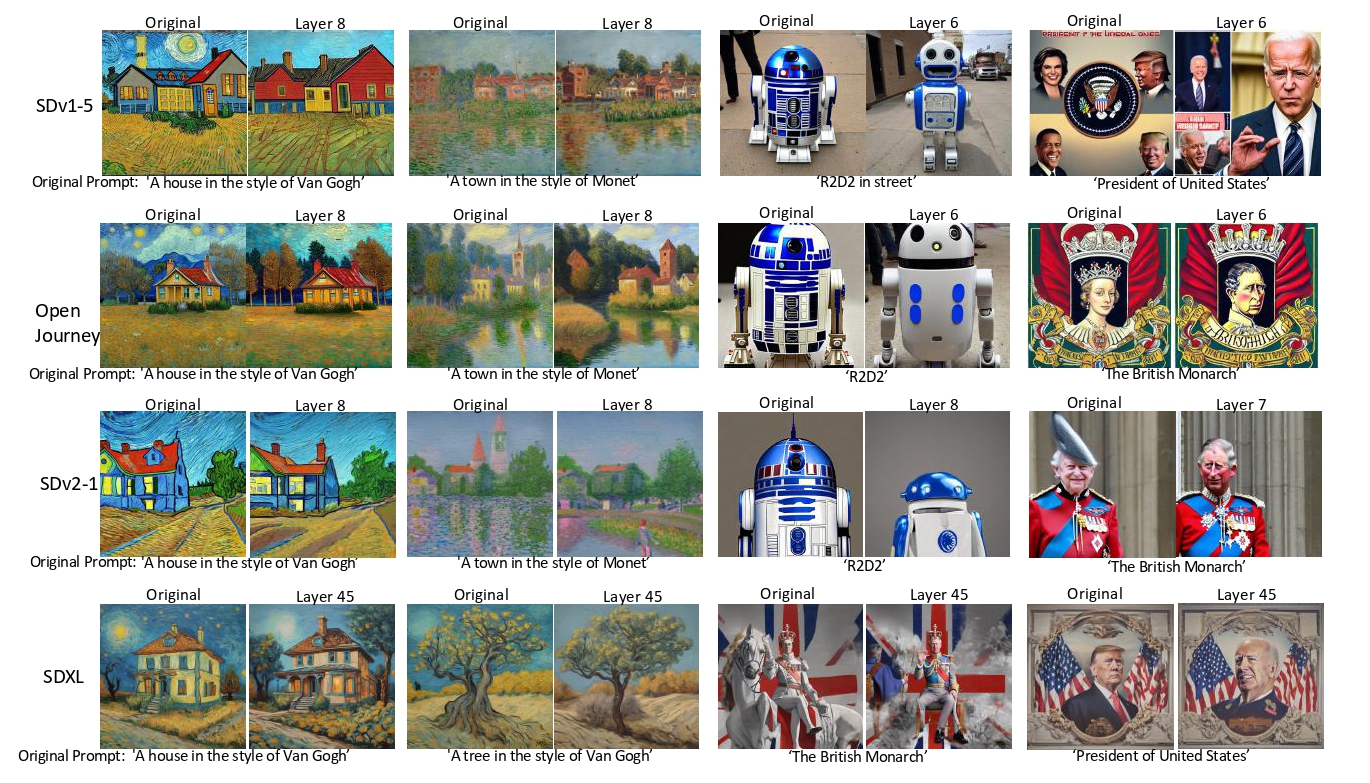 Original Layer 8 Original Layer 8 Original Layer 6 Original Layer 6
SDv1-5
Original Prompt: 'A house in the style of Van Gogh' 'A town in the style of Monet' 'R2D2 in street' 'President of United States'
Original Layer 8 Original Layer 8 Original Layer 6 Original Layer 6
Open
Journey
Original Prompt: 'A house in the style of Van Gogh' 'A town in the style of Monet' 'R2D2' 'The British Monarch'
Original Layer 8 Original Layer 8 Original Layer 8 Original Layer 7
SDv2-1
Original Prompt: 'A house in the style of Van Gogh' 'A town in the style of Monet' 'R2D2' 'The British Monarch'
Original Layer 45 Original Layer 45 Original Layer 45 Original Layer 45
SDXL
Original Prompt: 'A house in the style of Van Gogh' 'A tree in the style of Van Gogh' 'The British Monarch' 'President of United States'